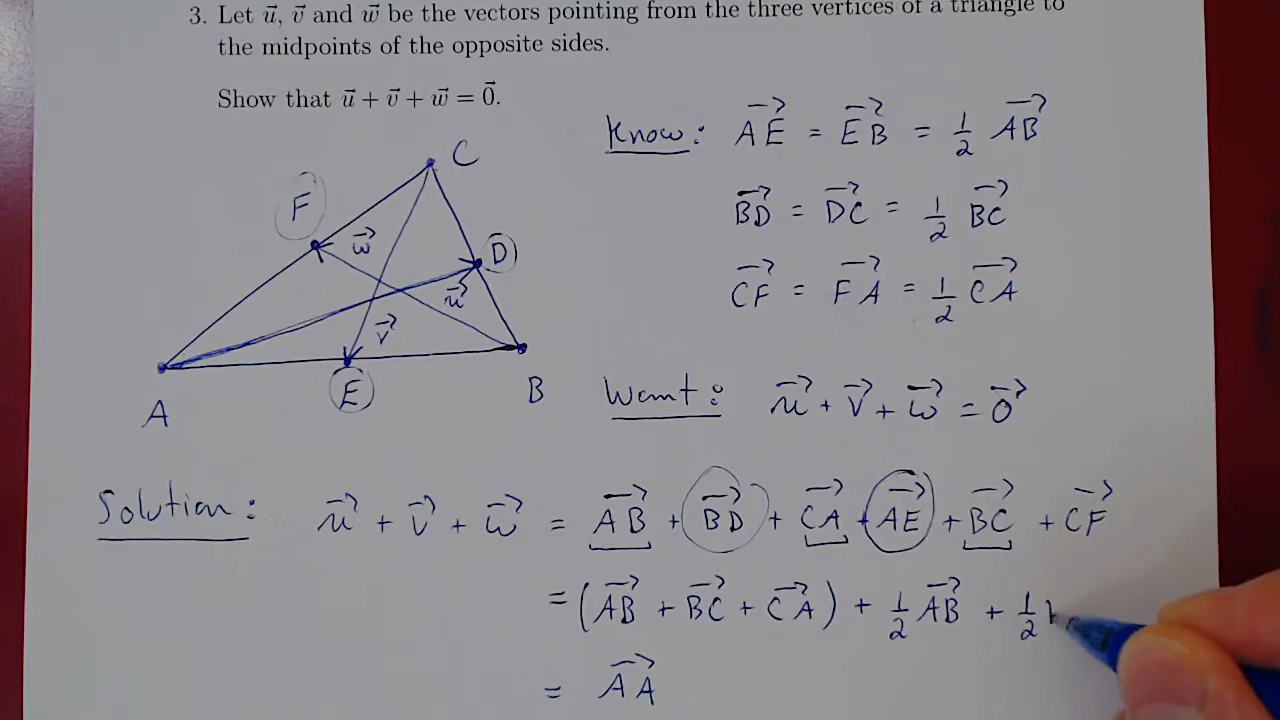 3. Let u⃗, v⃗ and w⃗ be the vectors pointing from the three vertices of a triangle to
the midpoints of the opposite sides.
Show that u⃗ + v⃗ + w⃗ = 0⃗.
Know: AE⃗ = EB⃗ = 1/2 AB⃗
BD⃗ = DC⃗ = 1/2 BC⃗
CF⃗ = FA⃗ = 1/2 CA⃗
C
F
w⃗
D
u⃗
v⃗
E
B
A
Want: u⃗ + v⃗ + w⃗ = 0⃗
Solution: u⃗ + v⃗ + w⃗ = AB⃗ + BD⃗ + CA⃗ + AE⃗ + BC⃗ + CF⃗
= (AB⃗ + BC⃗ + CA⃗) + 1/2 AB⃗ + 1/2
= AA⃗